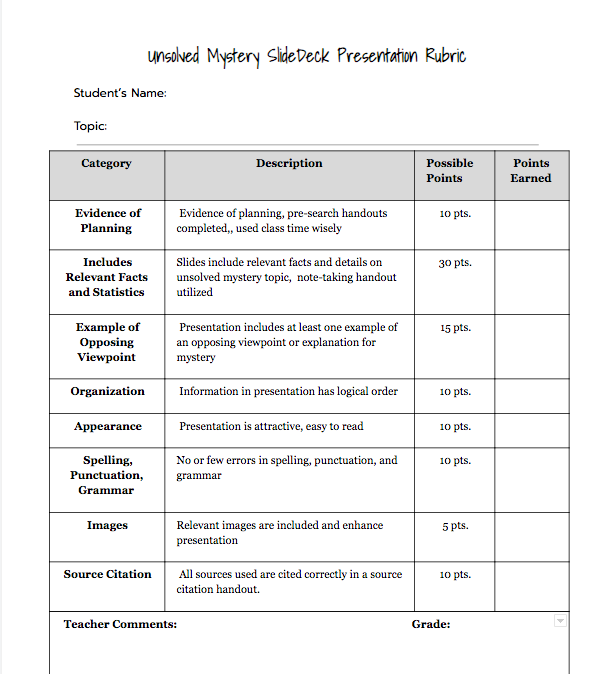 Unsolved Mystery SlideDeck Presentation Rubric
Student's Name:
Topic:
Category Description Possible Points Points Earned
Evidence of Planning Evidence of planning, pre-search handouts completed,, used class time wisely 10 pts.
Includes Relevant Facts and Statistics Slides include relevant facts and details on unsolved mystery topic, note-taking handout utilized 30 pts.
Example of Opposing Viewpoint Presentation includes at least one example of an opposing viewpoint or explanation for mystery 15 pts.
Organization Information in presentation has logical order 10 pts.
Appearance Presentation is attractive, easy to read 10 pts.
Spelling, Punctuation, Grammar No or few errors in spelling, punctuation, and grammar 10 pts.
Images Relevant images are included and enhance presentation 5 pts.
Source Citation All sources used are cited correctly in a source citation handout. 10 pts.
Teacher Comments: Grade: